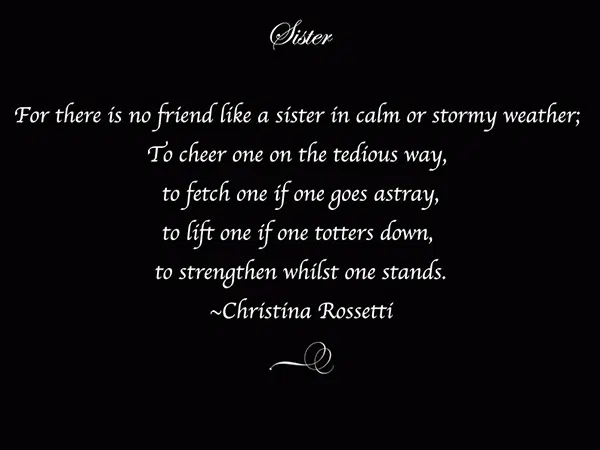 Sister
For there is no friend like a sister in calm or stormy weather;
To cheer one on the tedious way,
to fetch one if one goes astray,
to lift one if one totters down,
to strengthen whilst one stands.
~Christina Rossetti